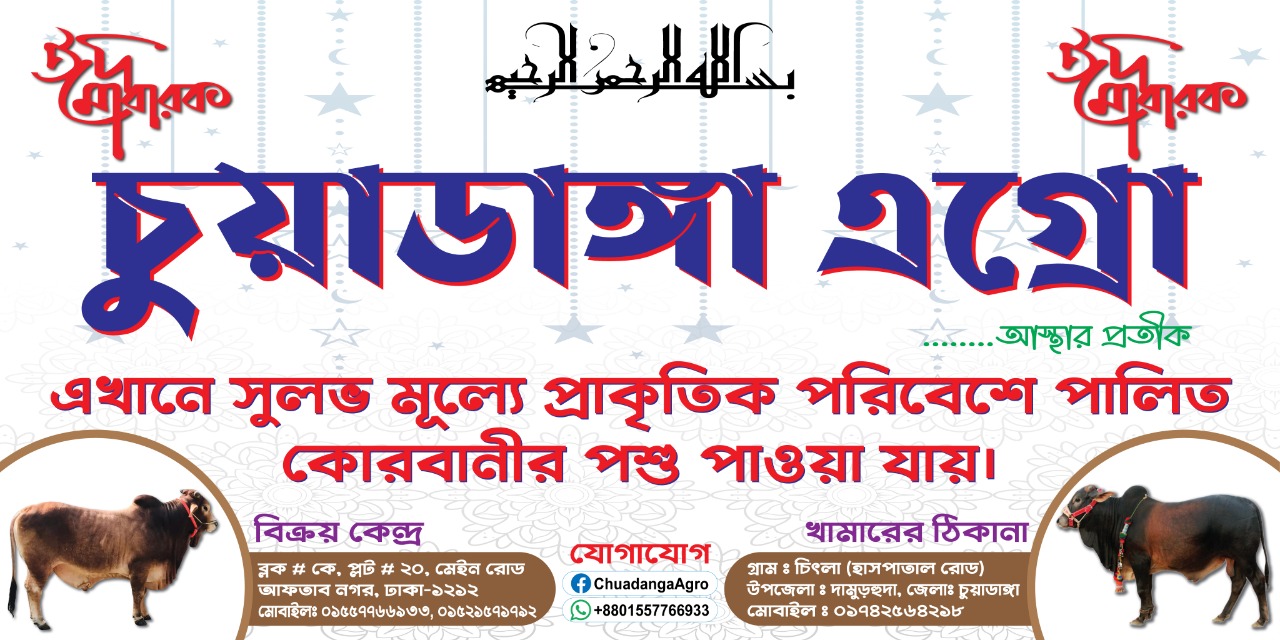 ঈদ মোবারক
بسم الله الرحمن الرحيم
ঈদ মোবারক
চুয়াডাঙ্গা এগ্রো
........আস্থার প্রতীক
এখানে সুলভ মূল্যে প্রাকৃতিক পরিবেশে পালিত
কোরবানীর পশু পাওয়া যায়।
বিক্রয় কেন্দ্র
ব্লক # কে, প্লট # ২০, মেইন রোড
আফতাব নগর, ঢাকা-১২১২
মোবাইলঃ ০১৫৫৭৭৬৬৯৩৩, ০১৫২১৫৭১৭১২
যোগাযোগ
ChuadangaAgro
+8801557766933
খামারের ঠিকানা
গ্রাম ঃ চিৎলা (হাসপাতাল রোড)
উপজেলা ঃ দামুড়হুদা, জেলাঃ চুয়াডাঙ্গা
মোবাইল ঃ ০১৭৪২৫৬৪২১৮